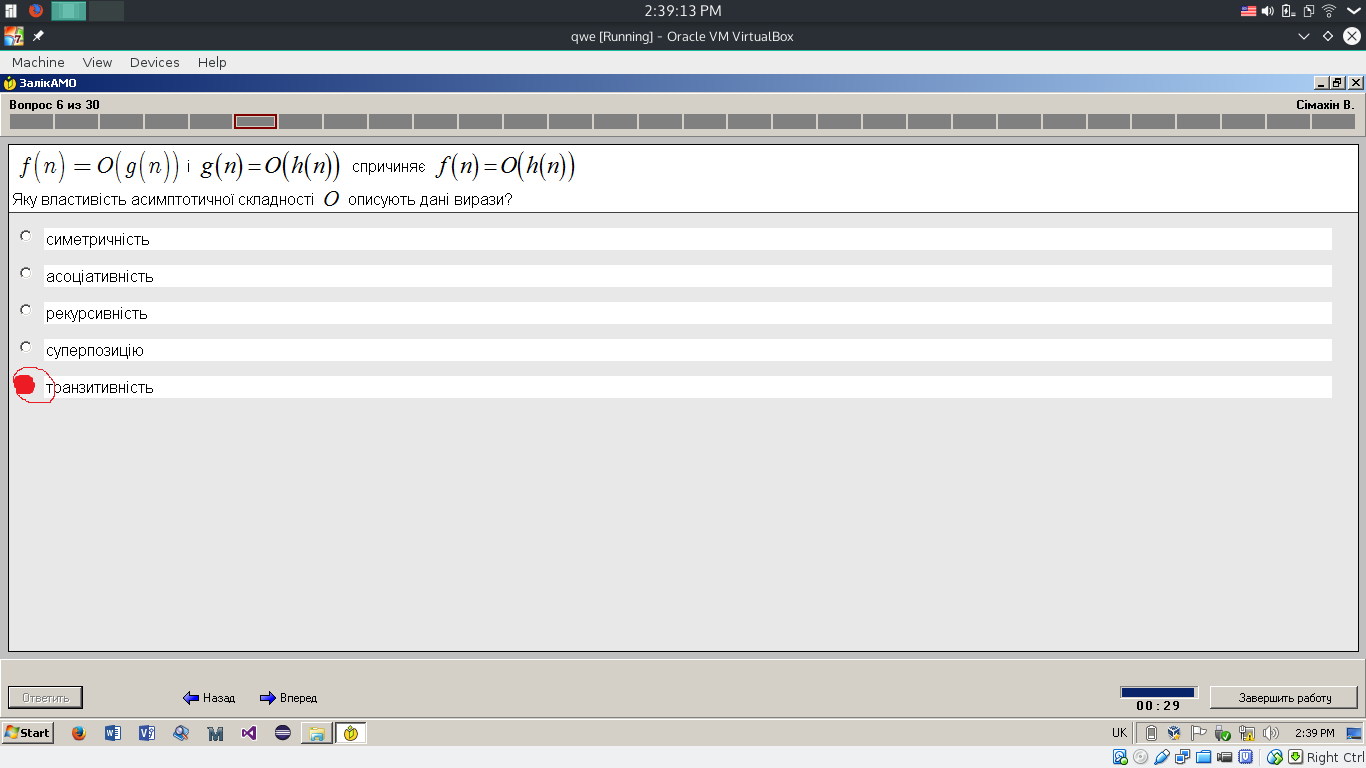 2:39:13 PM
qwe [Running] - Oracle VM VirtualBox
Machine View Devices Help
ЗалікАМО
Вопрос 6 из 30 Сімахін В.
f(n) = O(g(n)) і g(n)=O(h(n)) спричиняє f(n)=O(h(n))
Яку властивість асимптотичної складності O описують дані вирази?
симетричність
асоціативність
рекурсивність
суперпозицію
транзитивність
Ответить Назад Вперед Завершить работу
00:29
Start UK 2:39 PM
Right Ctrl